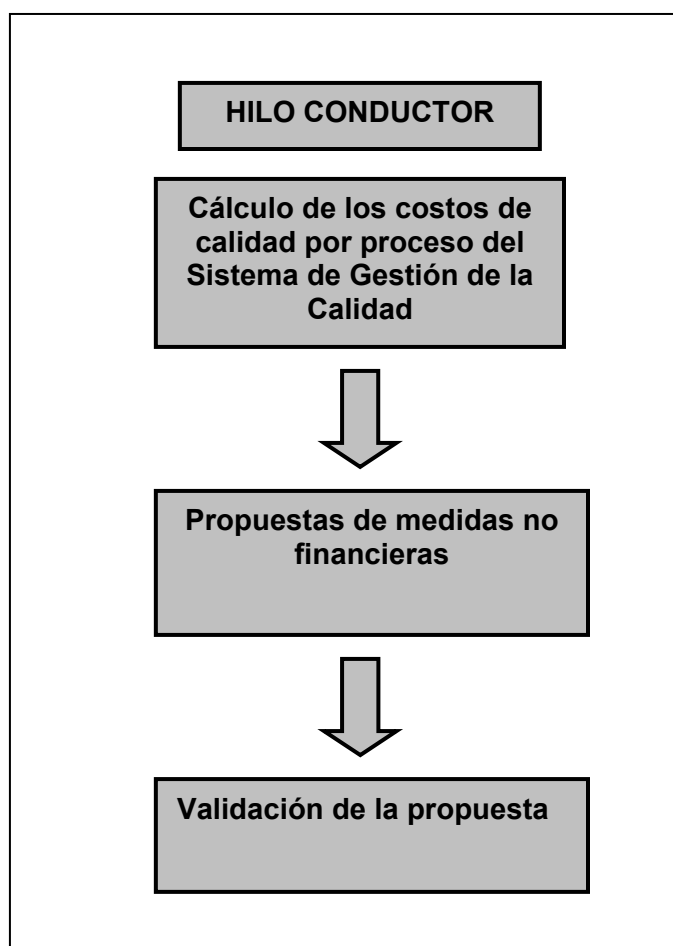 HILO CONDUCTOR
Cálculo de los costos de
calidad por proceso del
Sistema de Gestión de la
Calidad
Propuestas de medidas no
financieras
Validación de la propuesta